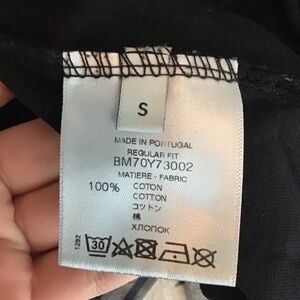 S
MADE IN PORTUGAL
REGULAR FIT
BM70Y73002
MATIERE - FABRIC
100% COTON
COTTON
コットン
棉
ХЛОПОК
1292
30